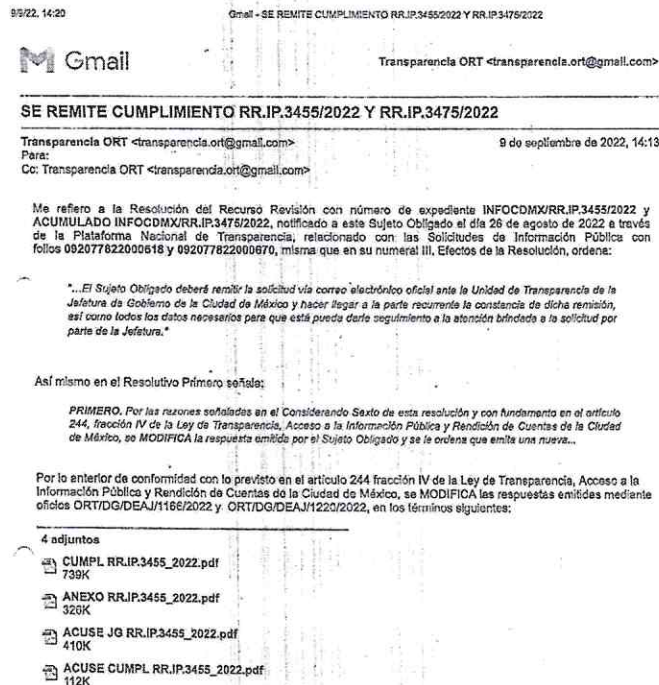 9/9/22, 14:20
Gmail - SE REMITE CUMPLIMIENTO RR.IP.3455/2022 Y RR.IP.3475/2022
Gmail
Transparencia ORT <transparencia.ort@gmail.com>
SE REMITE CUMPLIMIENTO RR.IP.3455/2022 Y RR.IP.3475/2022
Transparencia ORT <transparencia.ort@gmail.com>
9 de septiembre de 2022, 14:13
Para:
Cc: Transparencia ORT <transparencia.ort@gmail.com>
Me refiero a la Resolución del Recurso Revisión con número de expediente INFOCDMX/RR.IP.3455/2022 y
ACUMULADO INFOCDMX/RR.IP.3475/2022, notificado a este Sujeto Obligado el día 26 de agosto de 2022 a través
de la Plataforma Nacional de Transparencia, relacionado con las Solicitudes de Información Pública con
folios 092077822000618 y 092077822000670, misma que en su numeral III, Efectos de la Resolución, ordena:
"...El Sujeto Obligado deberá remitir la solicitud vía correo electrónico oficial ante la Unidad de Transparencia de la
Jefatura de Gobierno de la Ciudad de México y hacer llegar a la parte recurrente la constancia de dicha remisión,
así como todos los datos necesarios para que está pueda darle seguimiento a la atención brindada a la solicitud por
parte de la Jefatura."
Así mismo en el Resolutivo Primero señala:
PRIMERO. Por las razones señaladas en el Considerando Sexto de esta resolución y con fundamento en el artículo
244, fracción IV de la Ley de Transparencia, Acceso a la Información Pública y Rendición de Cuentas de la Ciudad
de México, se MODIFICA la respuesta emitida por el Sujeto Obligado y se le ordena que emita una nueva...
Por lo anterior de conformidad con lo previsto en el artículo 244 fracción IV de la Ley de Transparencia, Acceso a la
Información Pública y Rendición de Cuentas de la Ciudad de México, se MODIFICA las respuestas emitidas mediante
oficios ORT/DG/DEAJ/1166/2022 y ORT/DG/DEAJ/1220/2022, en los términos siguientes:
4 adjuntos
CUMPL RR.IP.3455_2022.pdf
739K
ANEXO RR.IP.3455_2022.pdf
326K
ACUSE JG RR.IP.3455_2022.pdf
410K
ACUSE CUMPL RR.IP.3455_2022.pdf
112K